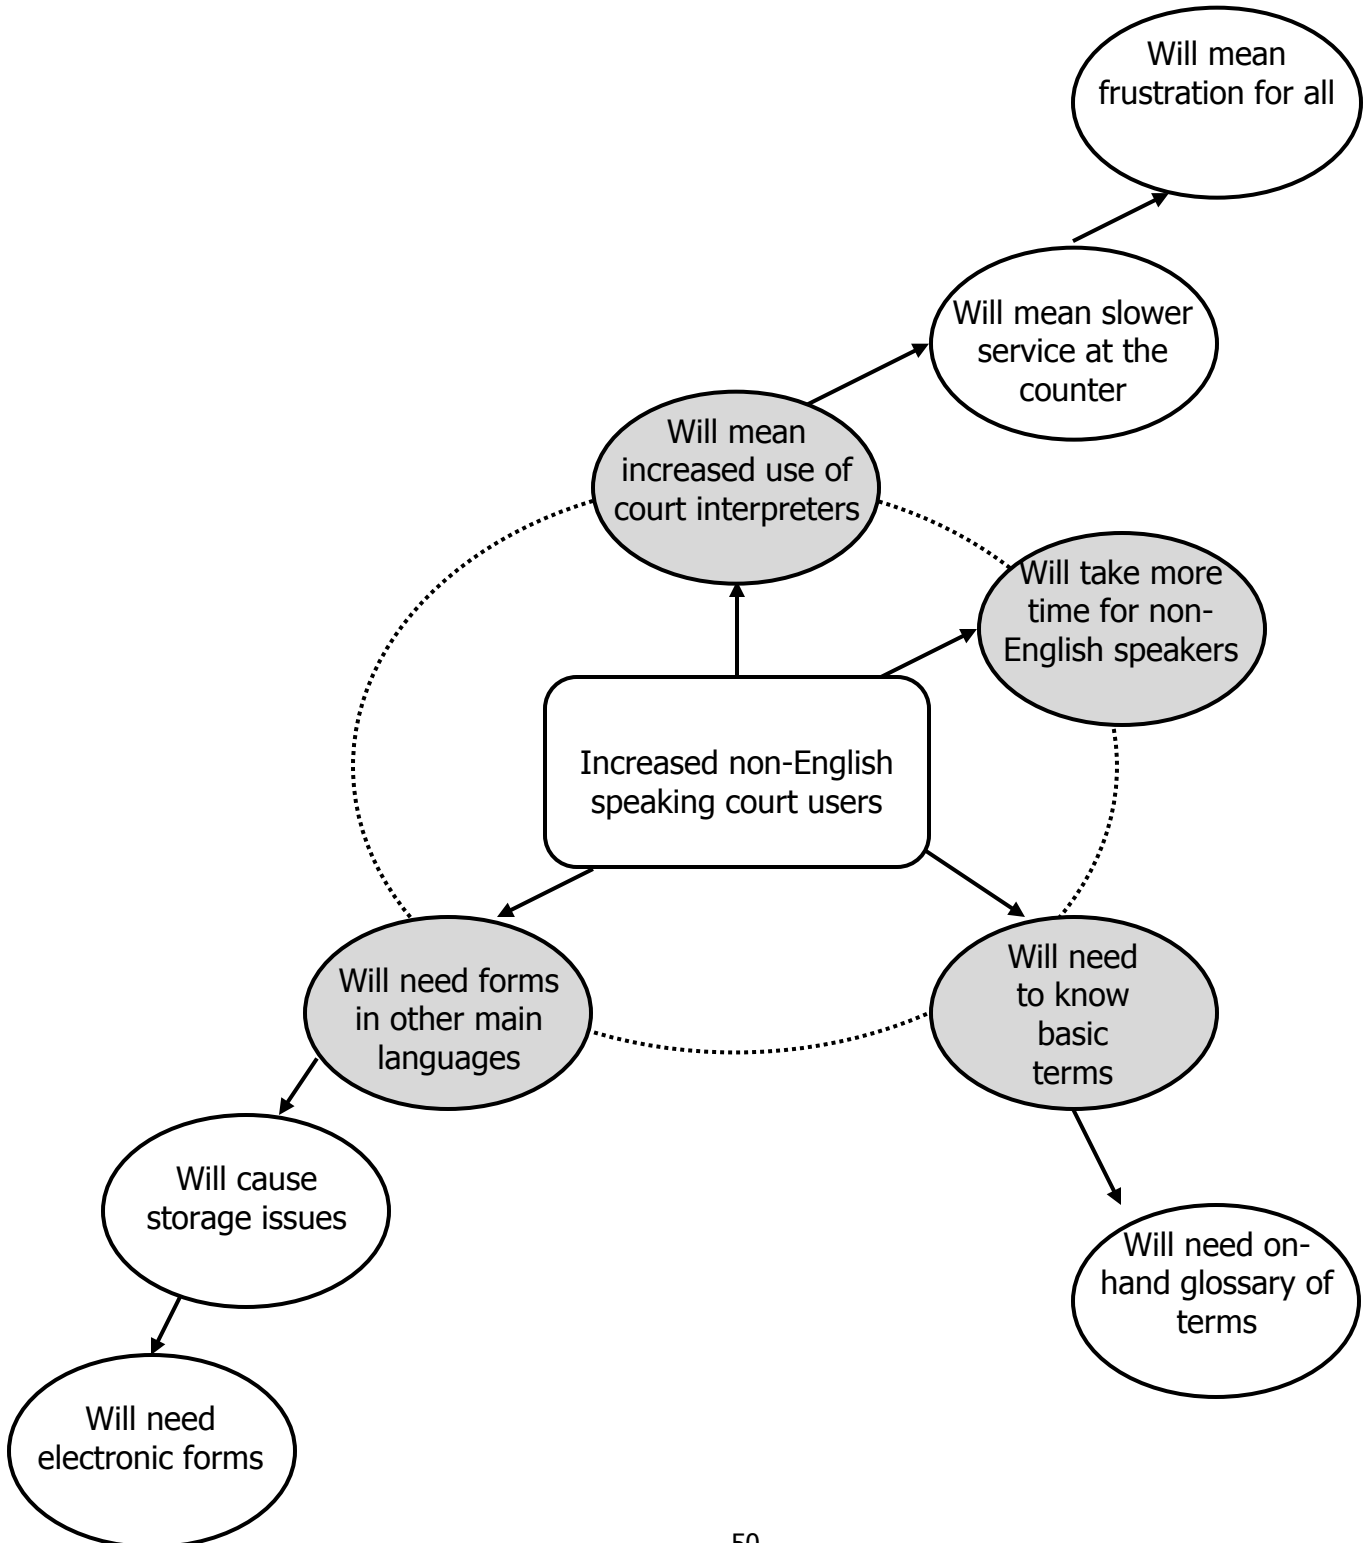 Will mean
frustration for all
Will mean slower
service at the
counter
Will mean
increased use of
court interpreters
Will take more
time for non-
English speakers
Increased non-English
speaking court users
Will need forms
in other main
languages
Will need
to know
basic
terms
Will cause
storage issues
Will need on-
hand glossary of
terms
Will need
electronic forms
50